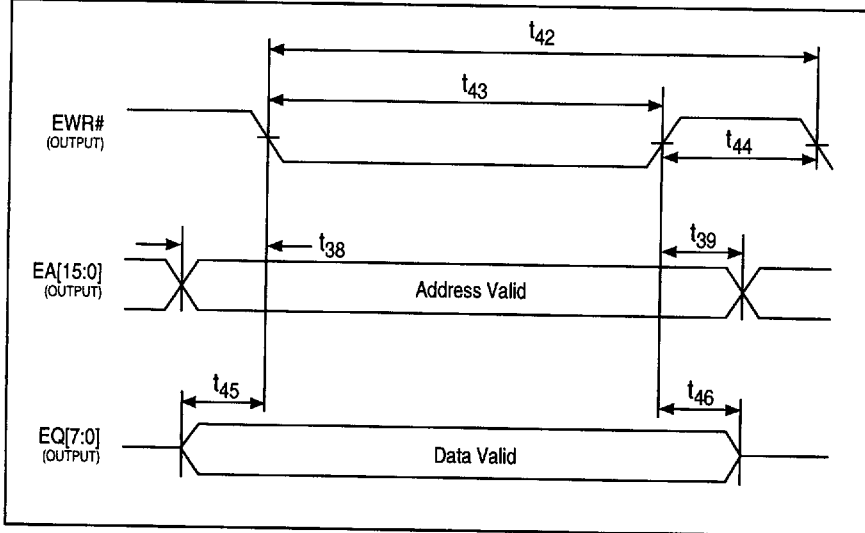 t42
t43
EWR#
(OUTPUT)
t44
t38
t39
EA[15:0]
(OUTPUT)
Address Valid
t45
t46
EQ[7:0]
(OUTPUT)
Data Valid